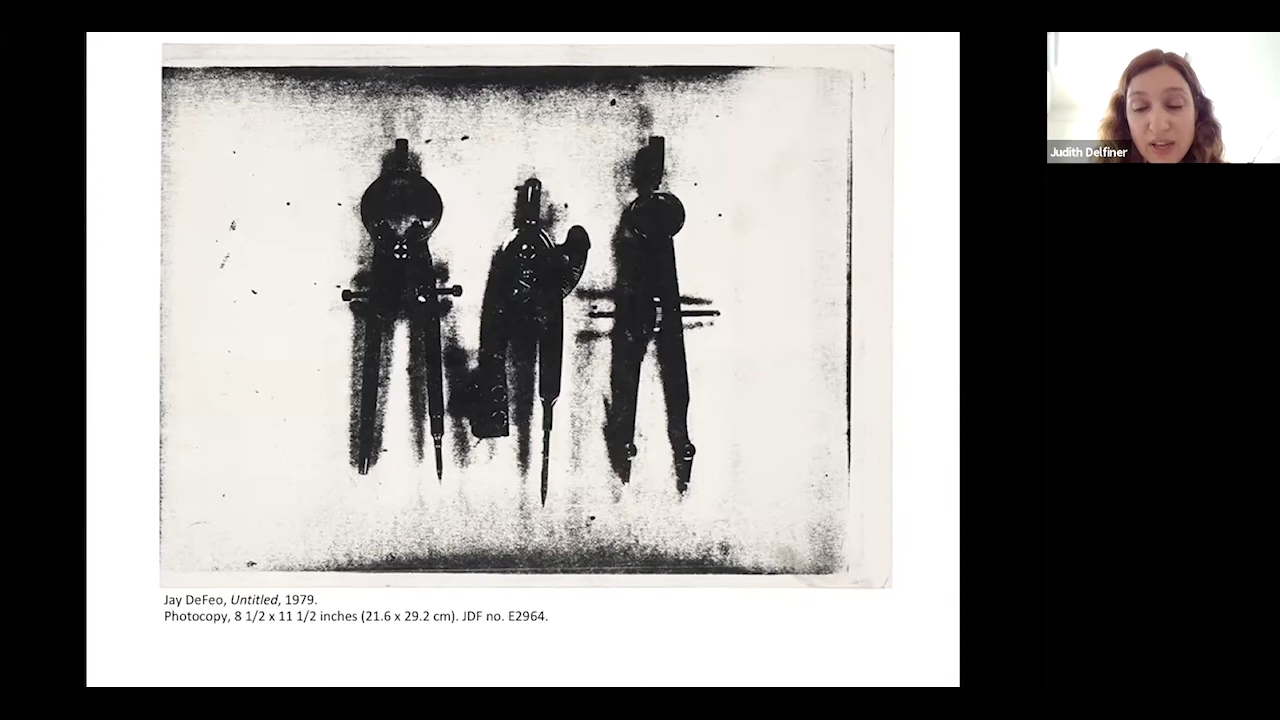 Judith Delfiner
Jay DeFeo, Untitled, 1979.
Photocopy, 8 1/2 x 11 1/2 inches (21.6 x 29.2 cm). JDF no. E2964.